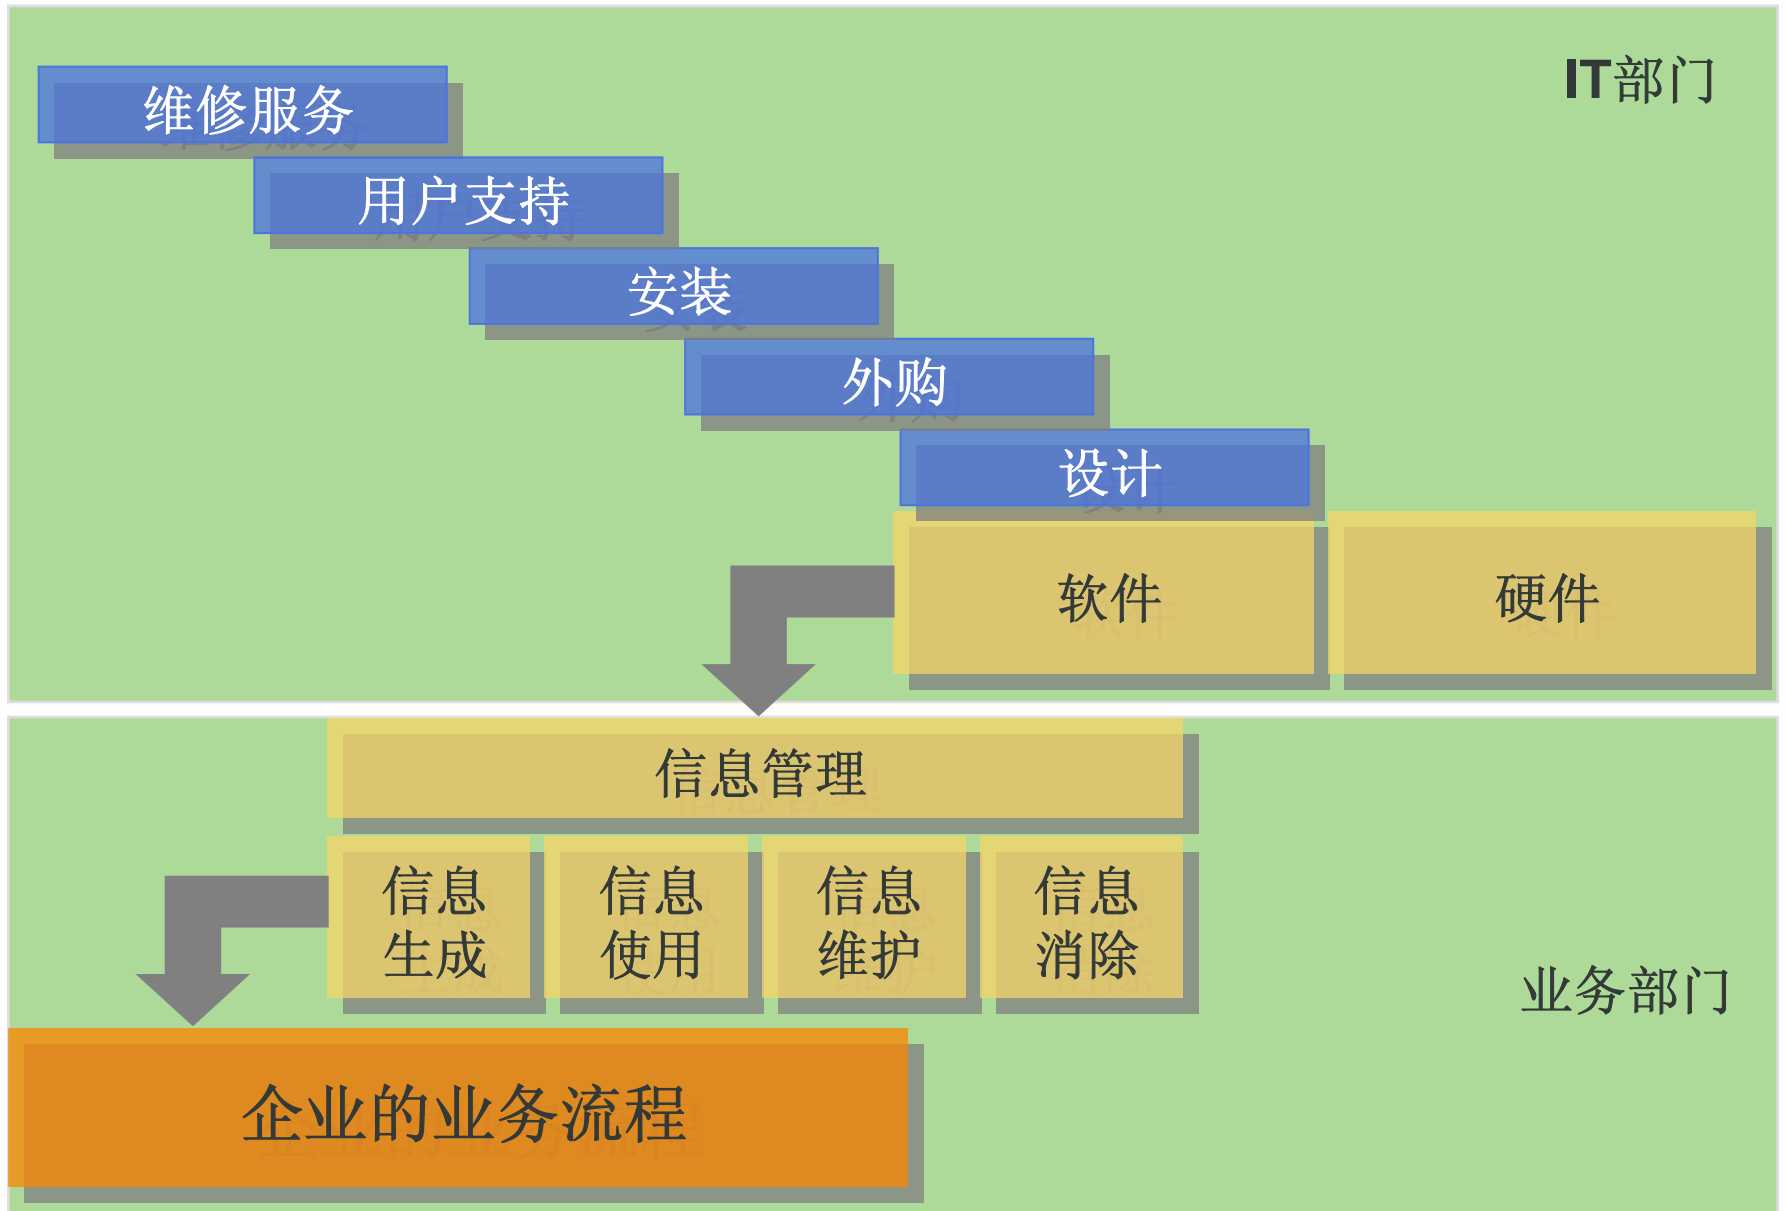 IT部门
维修服务
用户支持
安装
外购
设计
软件
硬件
信息管理
信息
生成
信息
使用
信息
维护
信息
消除
业务部门
企业的业务流程